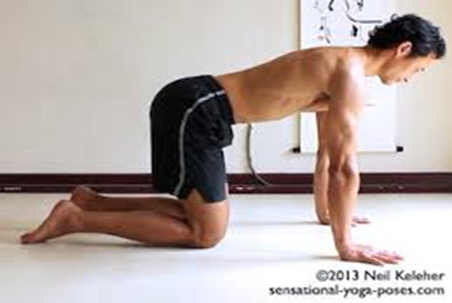 ©2013 Neil Keleher
sensational-yoga-poses.com